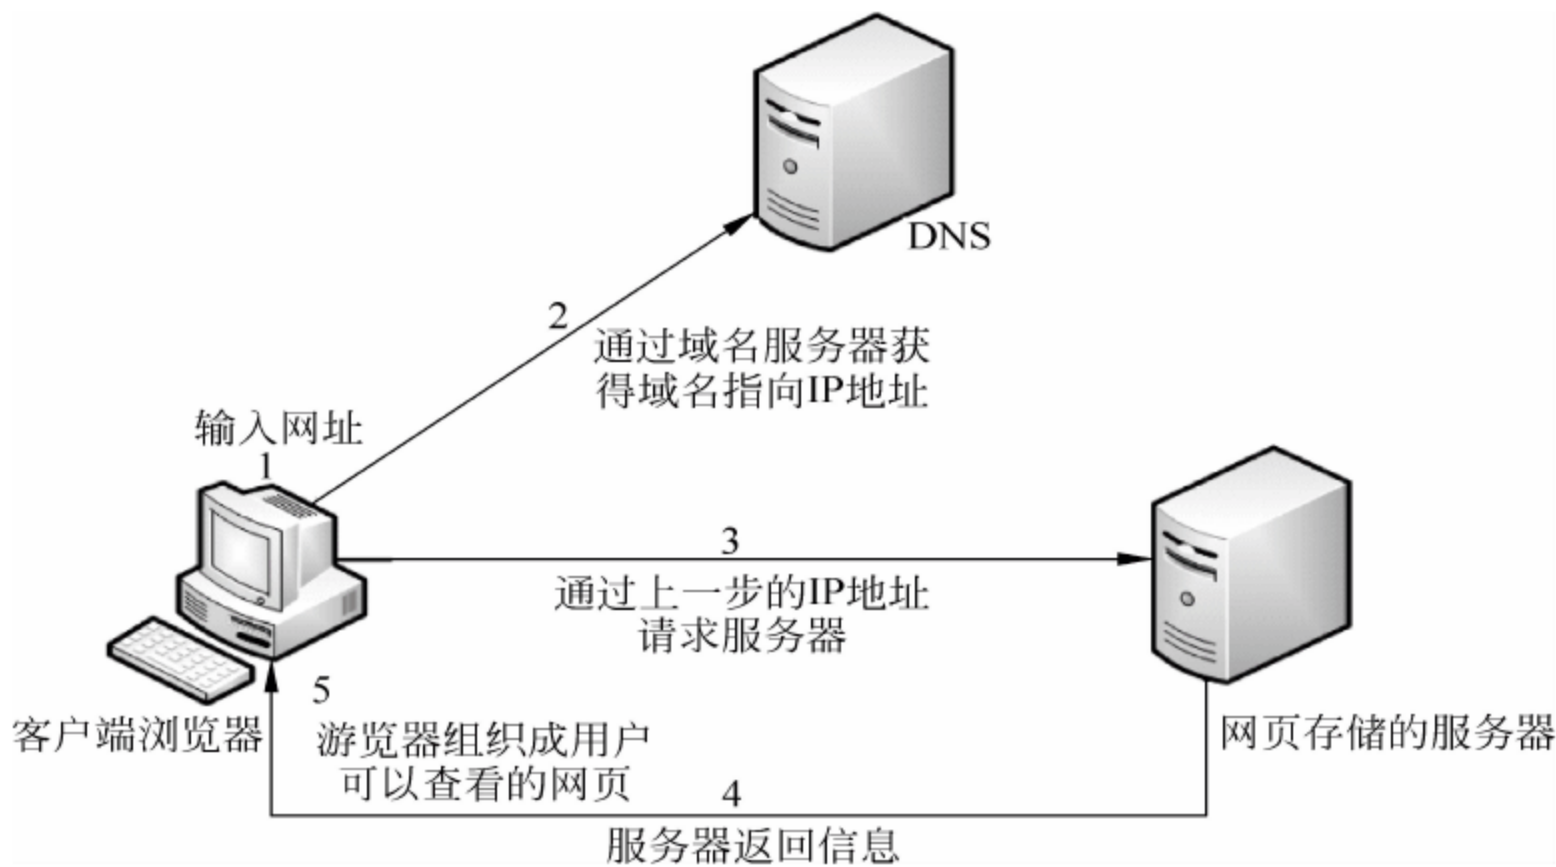 DNS
2
通过域名服务器获
得域名指向IP地址
输入网址
1
3
通过上一步的IP地址
请求服务器
5
客户端浏览器
游览器组织成用户
可以查看的网页
网页存储的服务器
4
服务器返回信息